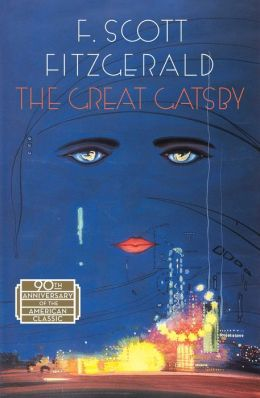 F. SCOTT
FITZGERALD
THE GREAT GATSBY
90TH
ANNIVERSARY
OF THE
AMERICAN
CLASSIC